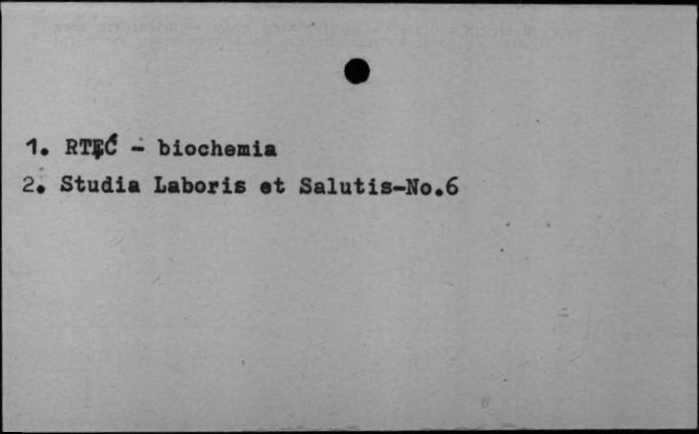 1. RTĘĆ - biochemia
2. Studia Laboris et Salutis-No.6